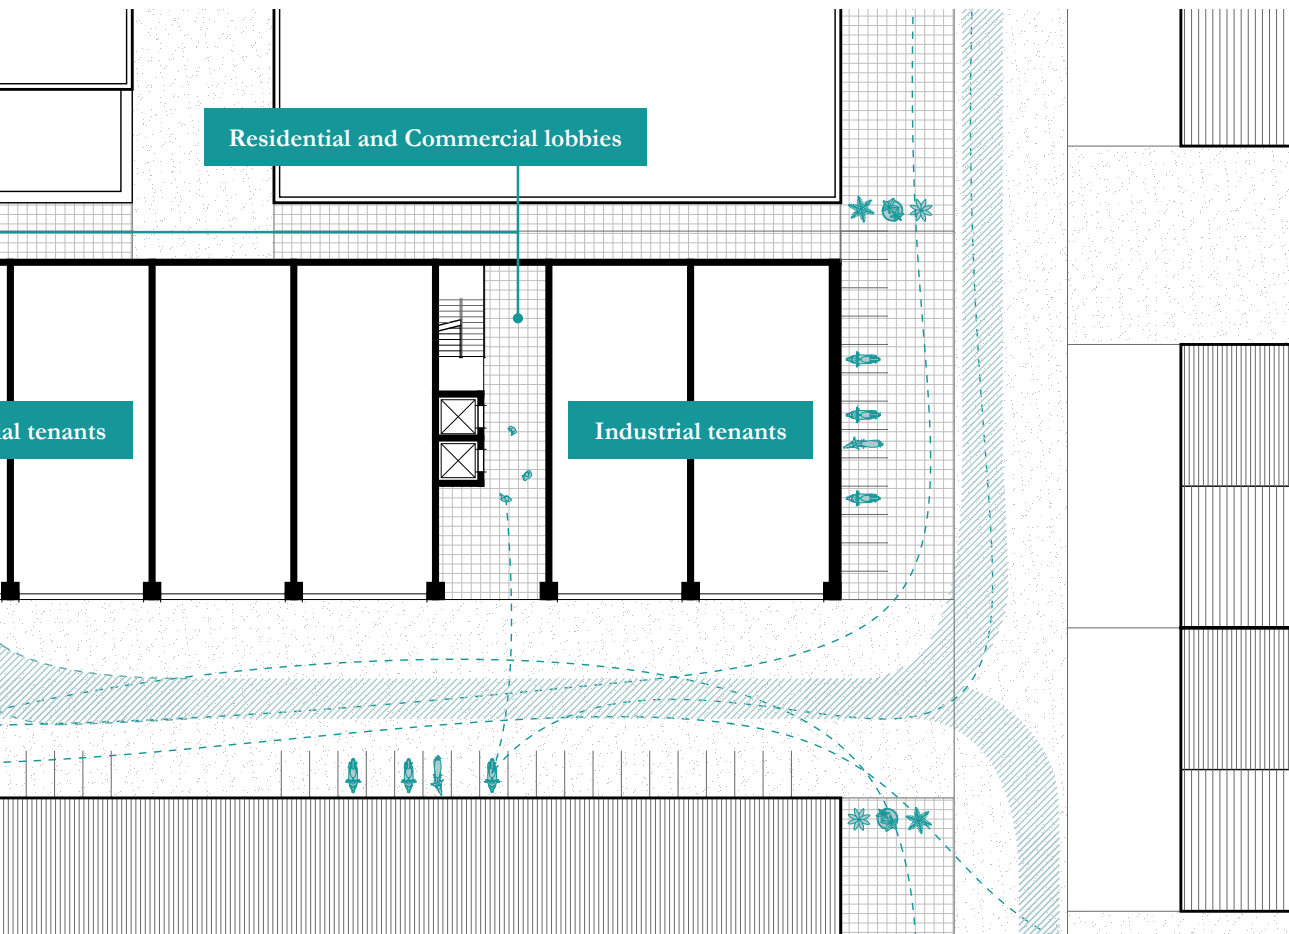 Residential and Commercial lobbies
al tenants
Industrial tenants